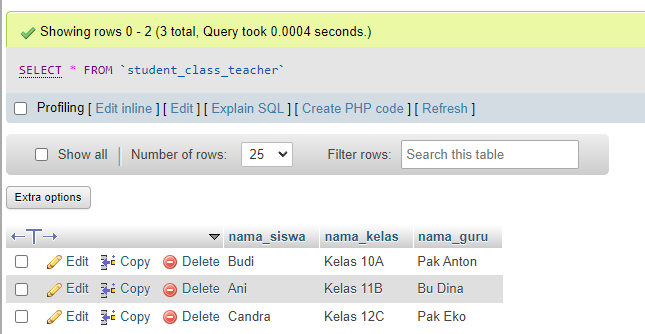 Showing rows 0 - 2 (3 total, Query took 0.0004 seconds.)
SELECT * FROM `student_class_teacher`
Profiling [ Edit inline ] [ Edit ] [ Explain SQL ] [ Create PHP code ] [ Refresh ]
Show all Number of rows: 25 Filter rows: Search this table
Extra options
nama_siswa nama_kelas nama_guru
Edit Copy Delete Budi Kelas 10A Pak Anton
Edit Copy Delete Ani Kelas 11B Bu Dina
Edit Copy Delete Candra Kelas 12C Pak Eko